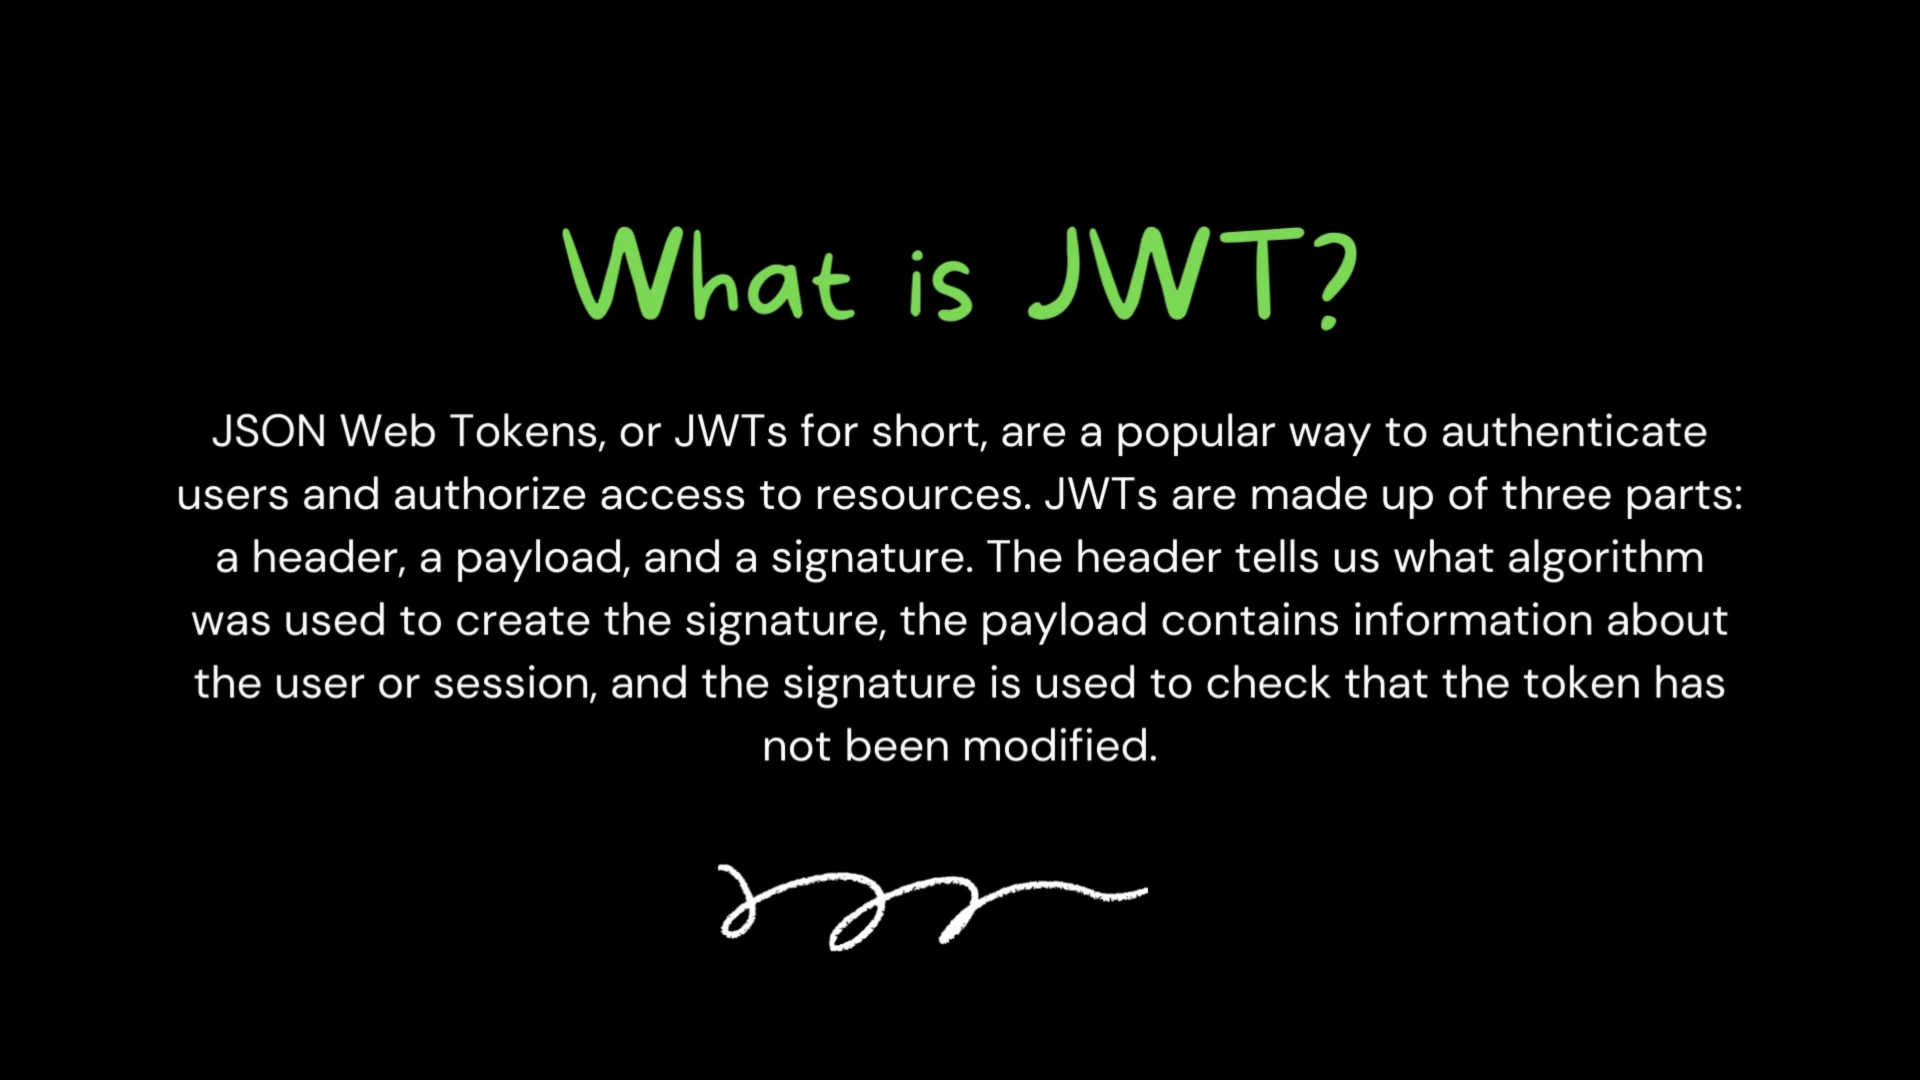 What is JWT?
JSON Web Tokens, or JWTs for short, are a popular way to authenticate
users and authorize access to resources. JWTs are made up of three parts:
a header, a payload, and a signature. The header tells us what algorithm
was used to create the signature, the payload contains information about
the user or session, and the signature is used to check that the token has
not been modified.